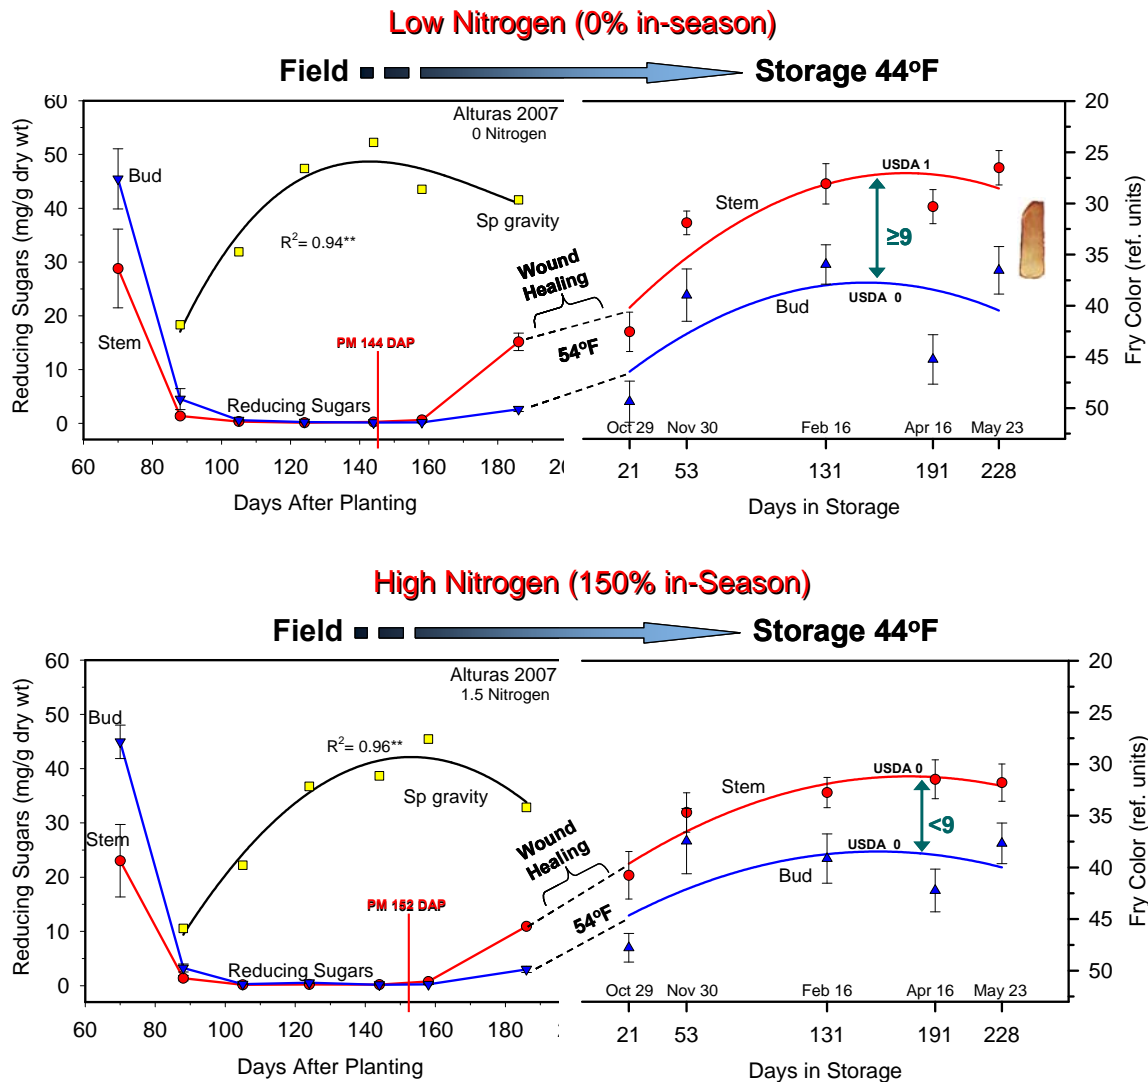 Low Nitrogen (0% in-season)
Field
Storage 44ºF
60
50
40
30
20
10
0
Reducing Sugars (mg/g dry wt)
Alturas 2007
0 Nitrogen
Bud
Stem
R2= 0.94**
Sp gravity
PM 144 DAP
Reducing Sugars
Wound
Healing
54ºF
60 80 100 120 140 160 180
Days After Planting
Stem
USDA 1
≥9
USDA 0
Bud
Oct 29 Nov 30 Feb 16 Apr 16 May 23
21 53 131 191 228
Days in Storage
20
25
30
35
40
45
50
Fry Color (ref. units)
High Nitrogen (150% in-Season)
Field
Storage 44ºF
60
50
40
30
20
10
0
Reducing Sugars (mg/g dry wt)
Alturas 2007
1.5 Nitrogen
Bud
Stem
R2= 0.96**
Sp gravity
PM 152 DAP
Reducing Sugars
Wound
Healing
54ºF
60 80 100 120 140 160 180
Days After Planting
Stem
USDA 0
<9
USDA 0
Bud
Oct 29 Nov 30 Feb 16 Apr 16 May 23
21 53 131 191 228
Days in Storage
20
25
30
35
40
45
50
Fry Color (ref. units)